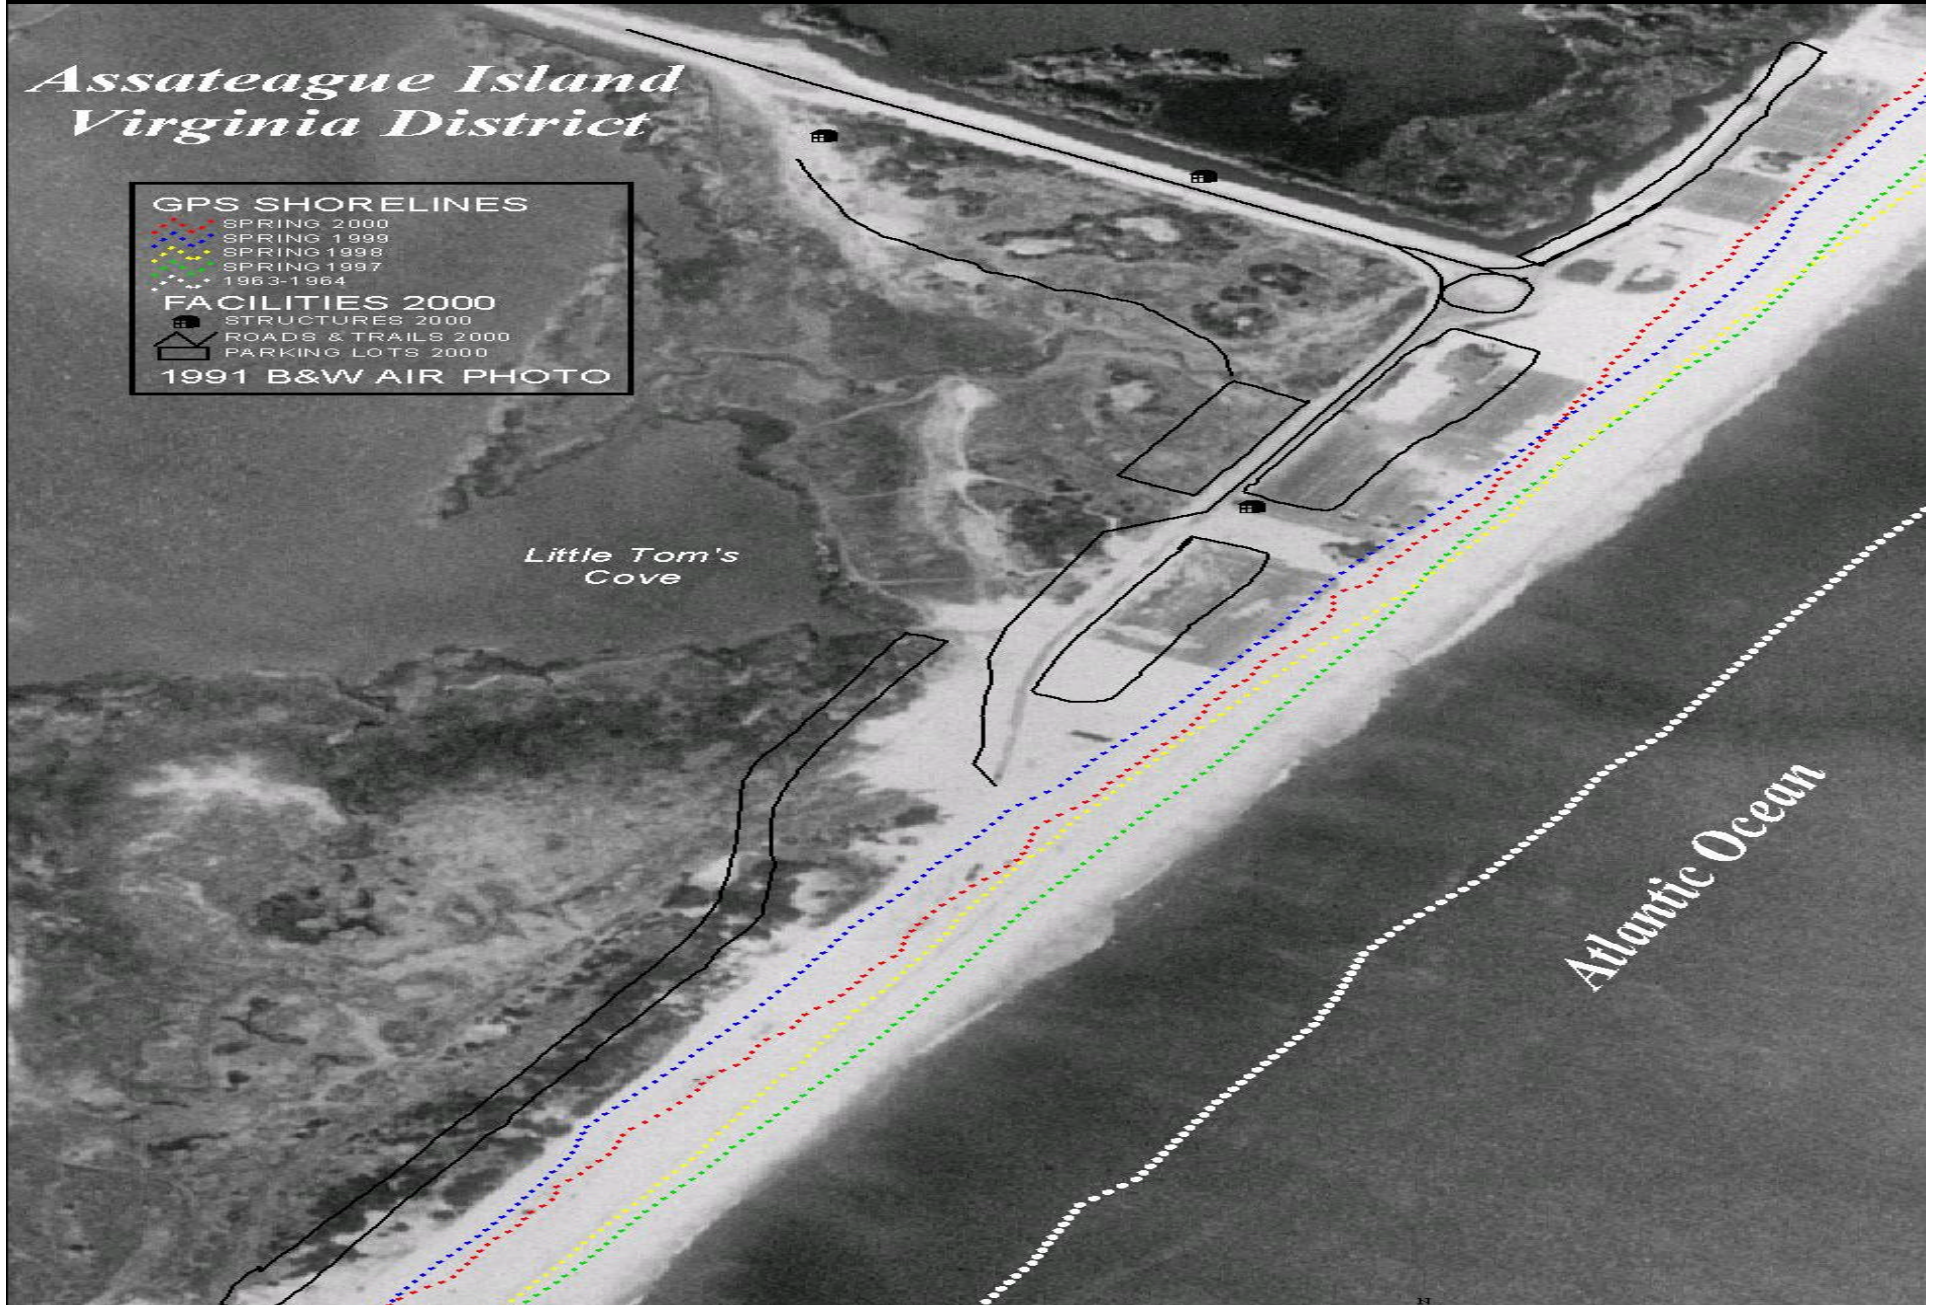 Assateague Island
Virginia District
GPS SHORELINES
SPRING 2000
SPRING 1999
SPRING 1998
SPRING 1997
1963-1964
FACILITIES 2000
STRUCTURES 2000
ROADS & TRAILS 2000
PARKING LOTS 2000
1991 B&W AIR PHOTO
Little Tom's
Cove
Atlantic Ocean
N